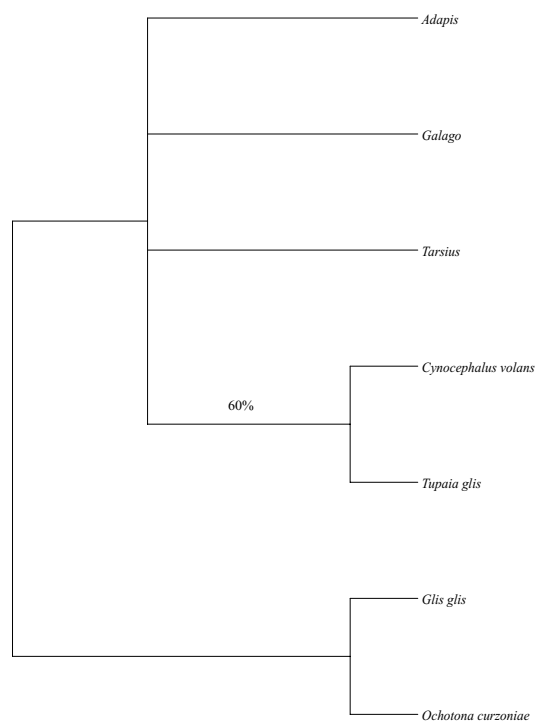 Adapis
Galago
Tarsius
Cynocephalus volans
60%
Tupaia glis
Glis glis
Ochotona curzoniae